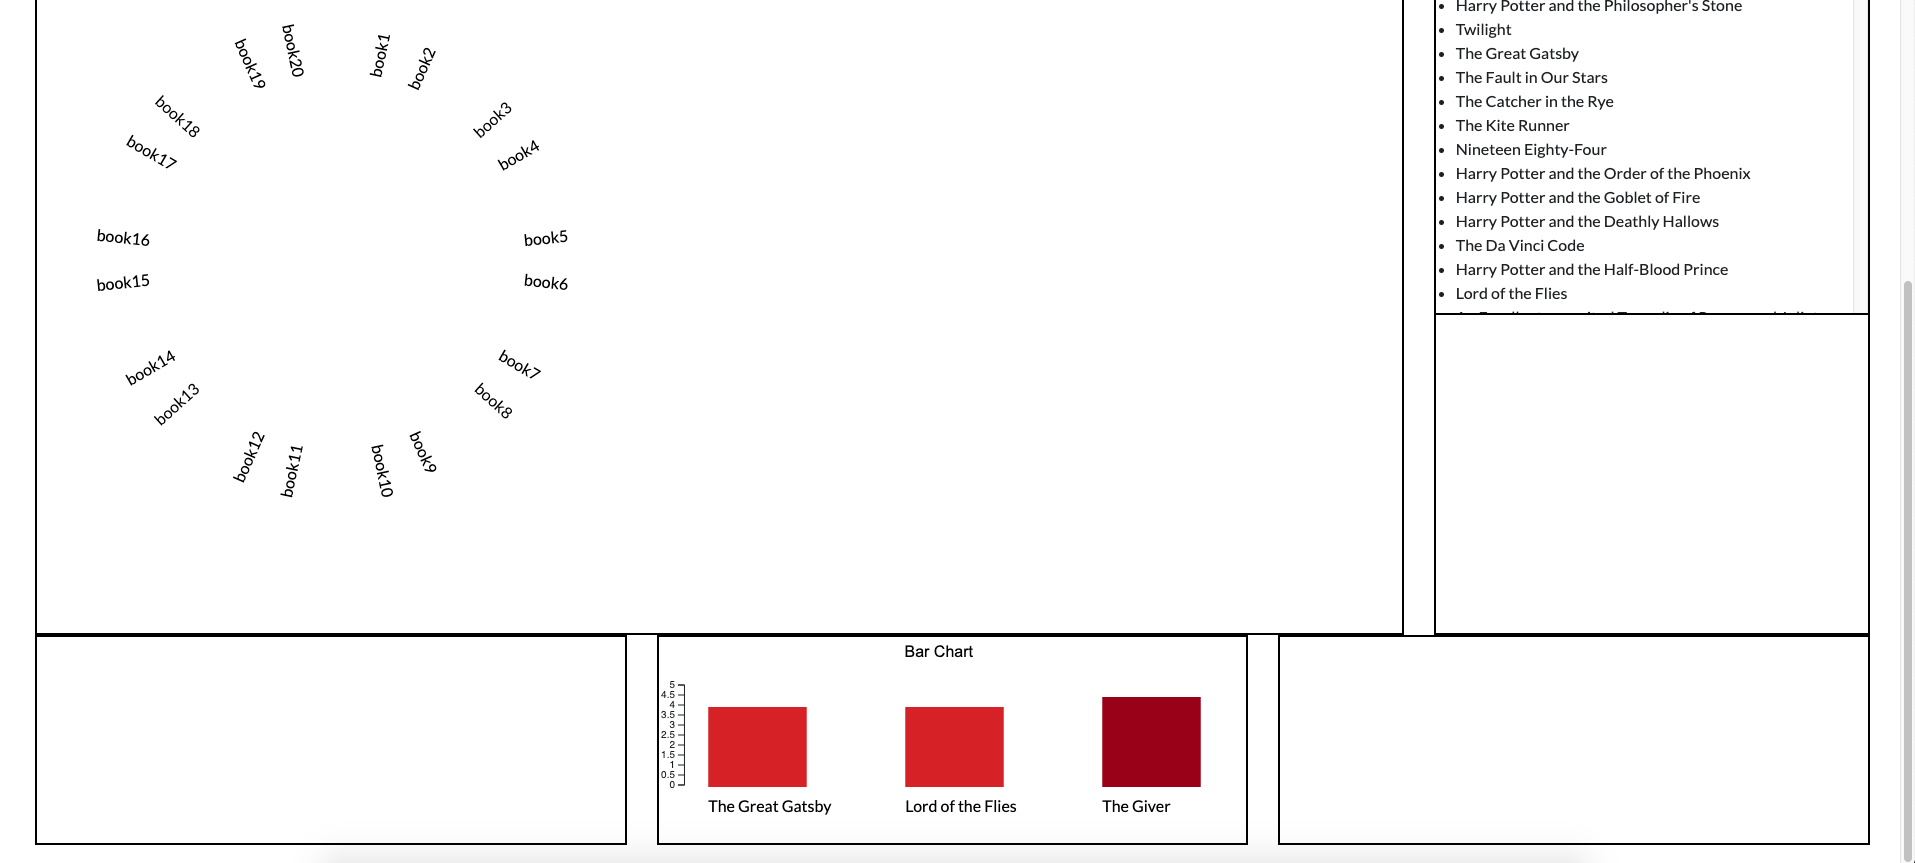 book1
book2
book3
book4
book5
book6
book7
book8
book9
book10
book11
book12
book13
book14
book15
book16
book17
book18
book19
book20
Harry Potter and the Philosopher's Stone
Twilight
The Great Gatsby
The Fault in Our Stars
The Catcher in the Rye
The Kite Runner
Nineteen Eighty-Four
Harry Potter and the Order of the Phoenix
Harry Potter and the Goblet of Fire
Harry Potter and the Deathly Hallows
The Da Vinci Code
Harry Potter and the Half-Blood Prince
Lord of the Flies
Bar Chart
5
4.5
4
3.5
3
2.5
2
1.5
1
0.5
0
The Great Gatsby
Lord of the Flies
The Giver